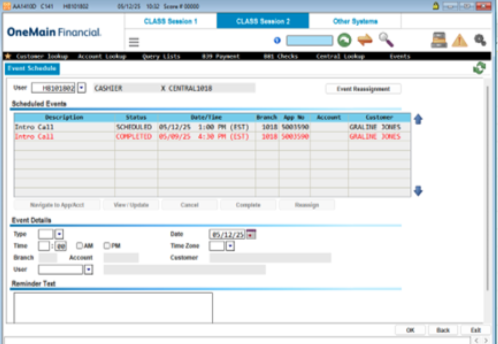 AA1410D C141 H8101002 05/12/25 10:52 Score # 00000
CLASS Session 1 CLASS Session 2 Other Systems
OneMain Financial.
Customer lookup Account Lookup Query Lists 039 Payment 801 Checks Central Lookup Events
Event Schedule
User H8101002 CASHIER X CENTRAL1018 Event Reassignment
Scheduled Events
Description Status Date/Time Branch App No Account Customer
Intro Call SCHEDULED 05/12/25 1:00 PM (EST) 1018 5003590 GRALINE JONES
Intro Call COMPLETED 05/09/25 4:30 PM (EST) 1018 5003590 GRALINE JONES
Navigate to App/Acct View / Update Cancel Complete Reassign
Event Details
Type Date 05/12/25
Time : 00 AM PM Time Zone
Branch Account Customer
User
Reminder Text
OK Back Exit